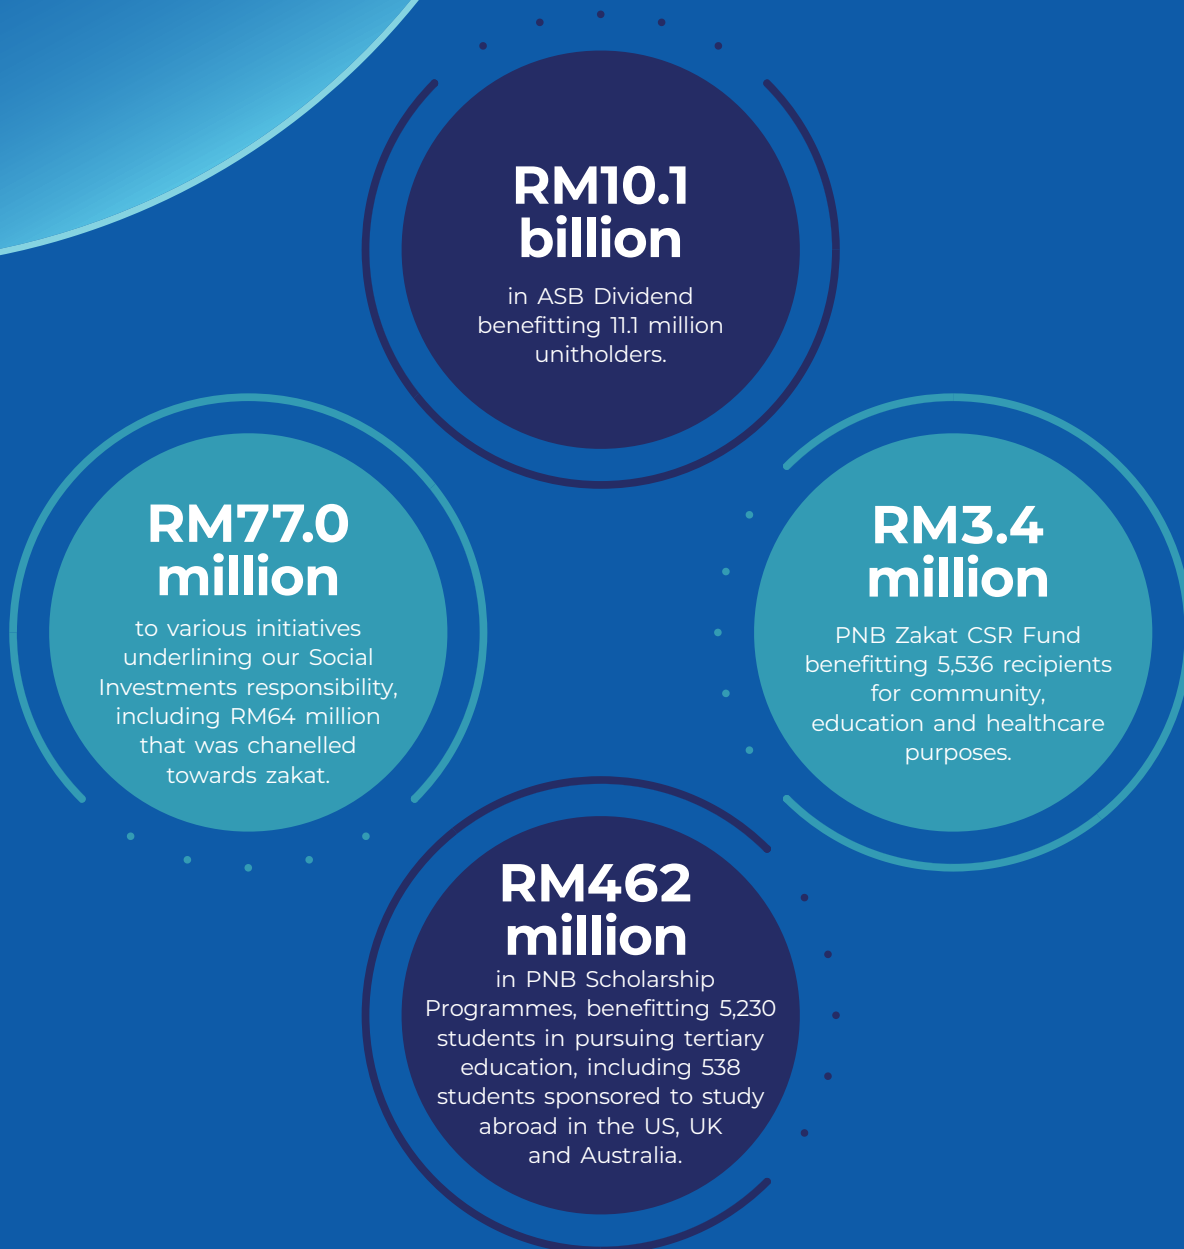 RM10.1
billion
in ASB Dividend
benefitting 11.1 million
unitholders.
RM77.0
million
to various initiatives
underlining our Social
Investments responsibility,
including RM64 million
that was chanelled
towards zakat.
RM3.4
million
PNB Zakat CSR Fund
benefitting 5,536 recipients
for community,
education and healthcare
purposes.
RM462
million
in PNB Scholarship
Programmes, benefitting 5,230
students in pursuing tertiary
education, including 538
students sponsored to study
abroad in the US, UK
and Australia.